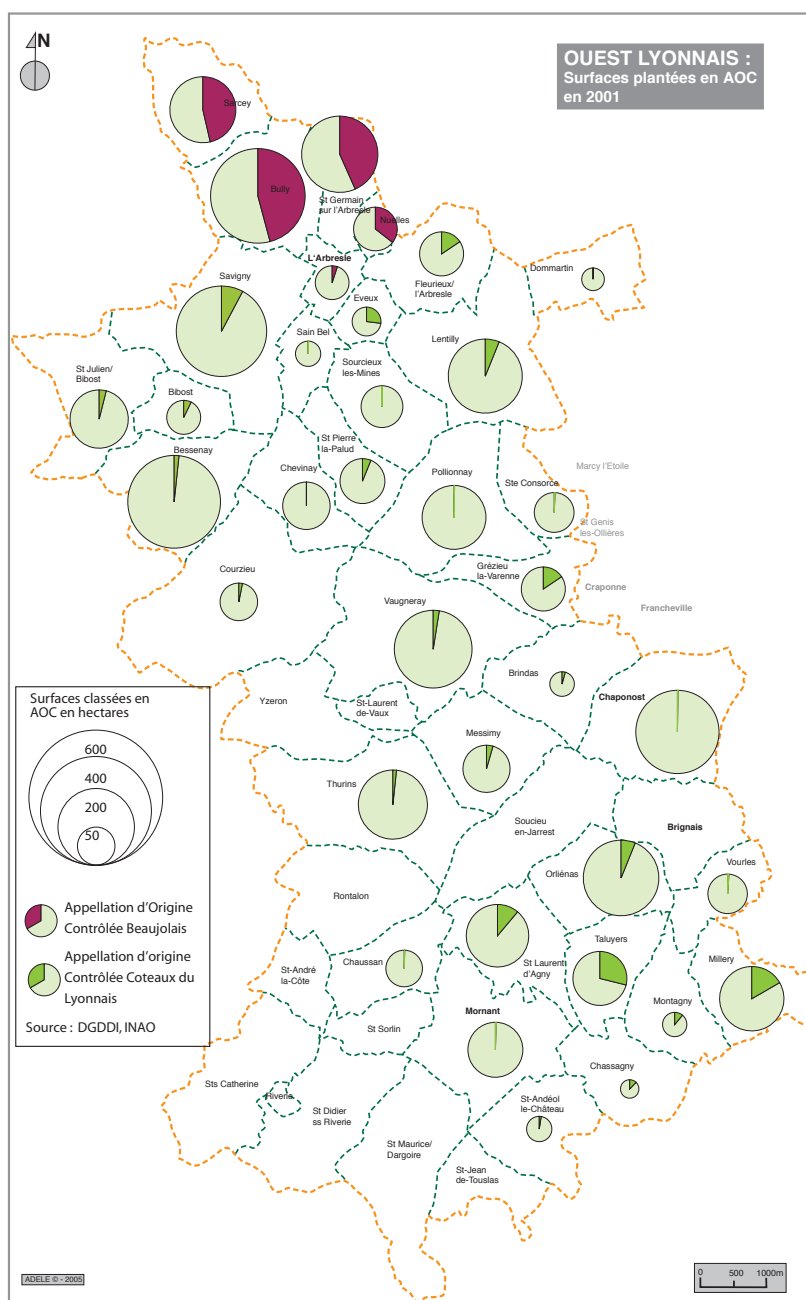 N
OUEST LYONNAIS :
Surfaces plantées en AOC
en 2001
Sarcey
Bully
St Germain
sur l'Arbresle
Nuelles
L'Arbresle
Fleurieux/
l'Arbresle
Dommartin
Savigny
Eveux
Sain Bel
Lentilly
Sourcieux
les-Mines
St Julien/
Bibost
Bibost
Bessenay
St Pierre
la-Palud
Chevinay
Pollionnay
Ste Consorce
Marcy l'Etoile
St Genis
les-Ollières
Courzieu
Grézieu
la-Varenne
Craponne
Francheville
Vaugneray
Brindas
Chaponost
Yzeron
St-Laurent
de-Vaux
Messimy
Thurins
Soucieu
en-Jarrest
Brignais
Orliénas
Vourles
Rontalon
St Laurent
d'Agny
Taluyers
Millery
Chaussan
St-André
la-Côte
Montagny
Mornant
St Sorlin
Chassagny
Sts Catherine
Riverie
St Didier
ss Riverie
St-Andéol
le-Château
St Maurice/
Dargoire
St-Jean
de-Touslas
Surfaces classées en
AOC en hectares
600
400
200
50
Appellation d'Origine
Contrôlée Beaujolais
Appellation d'origine
Contrôlée Coteaux du
Lyonnais
Source : DGDDI, INAO
ADELE © - 2005
0 500 1000m